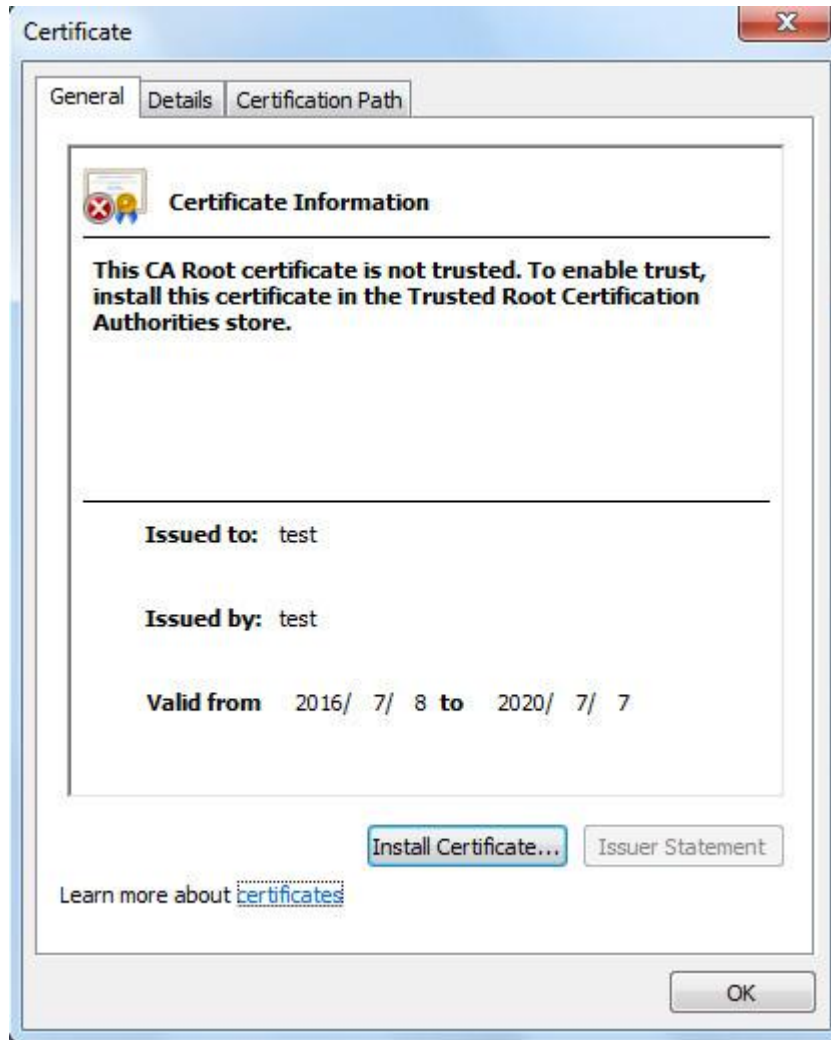 Certificate
General Details Certification Path
Certificate Information
This CA Root certificate is not trusted. To enable trust,
install this certificate in the Trusted Root Certification
Authorities store.
Issued to: test
Issued by: test
Valid from 2016/ 7/ 8 to 2020/ 7/ 7
Install Certificate... Issuer Statement
Learn more about certificates
OK